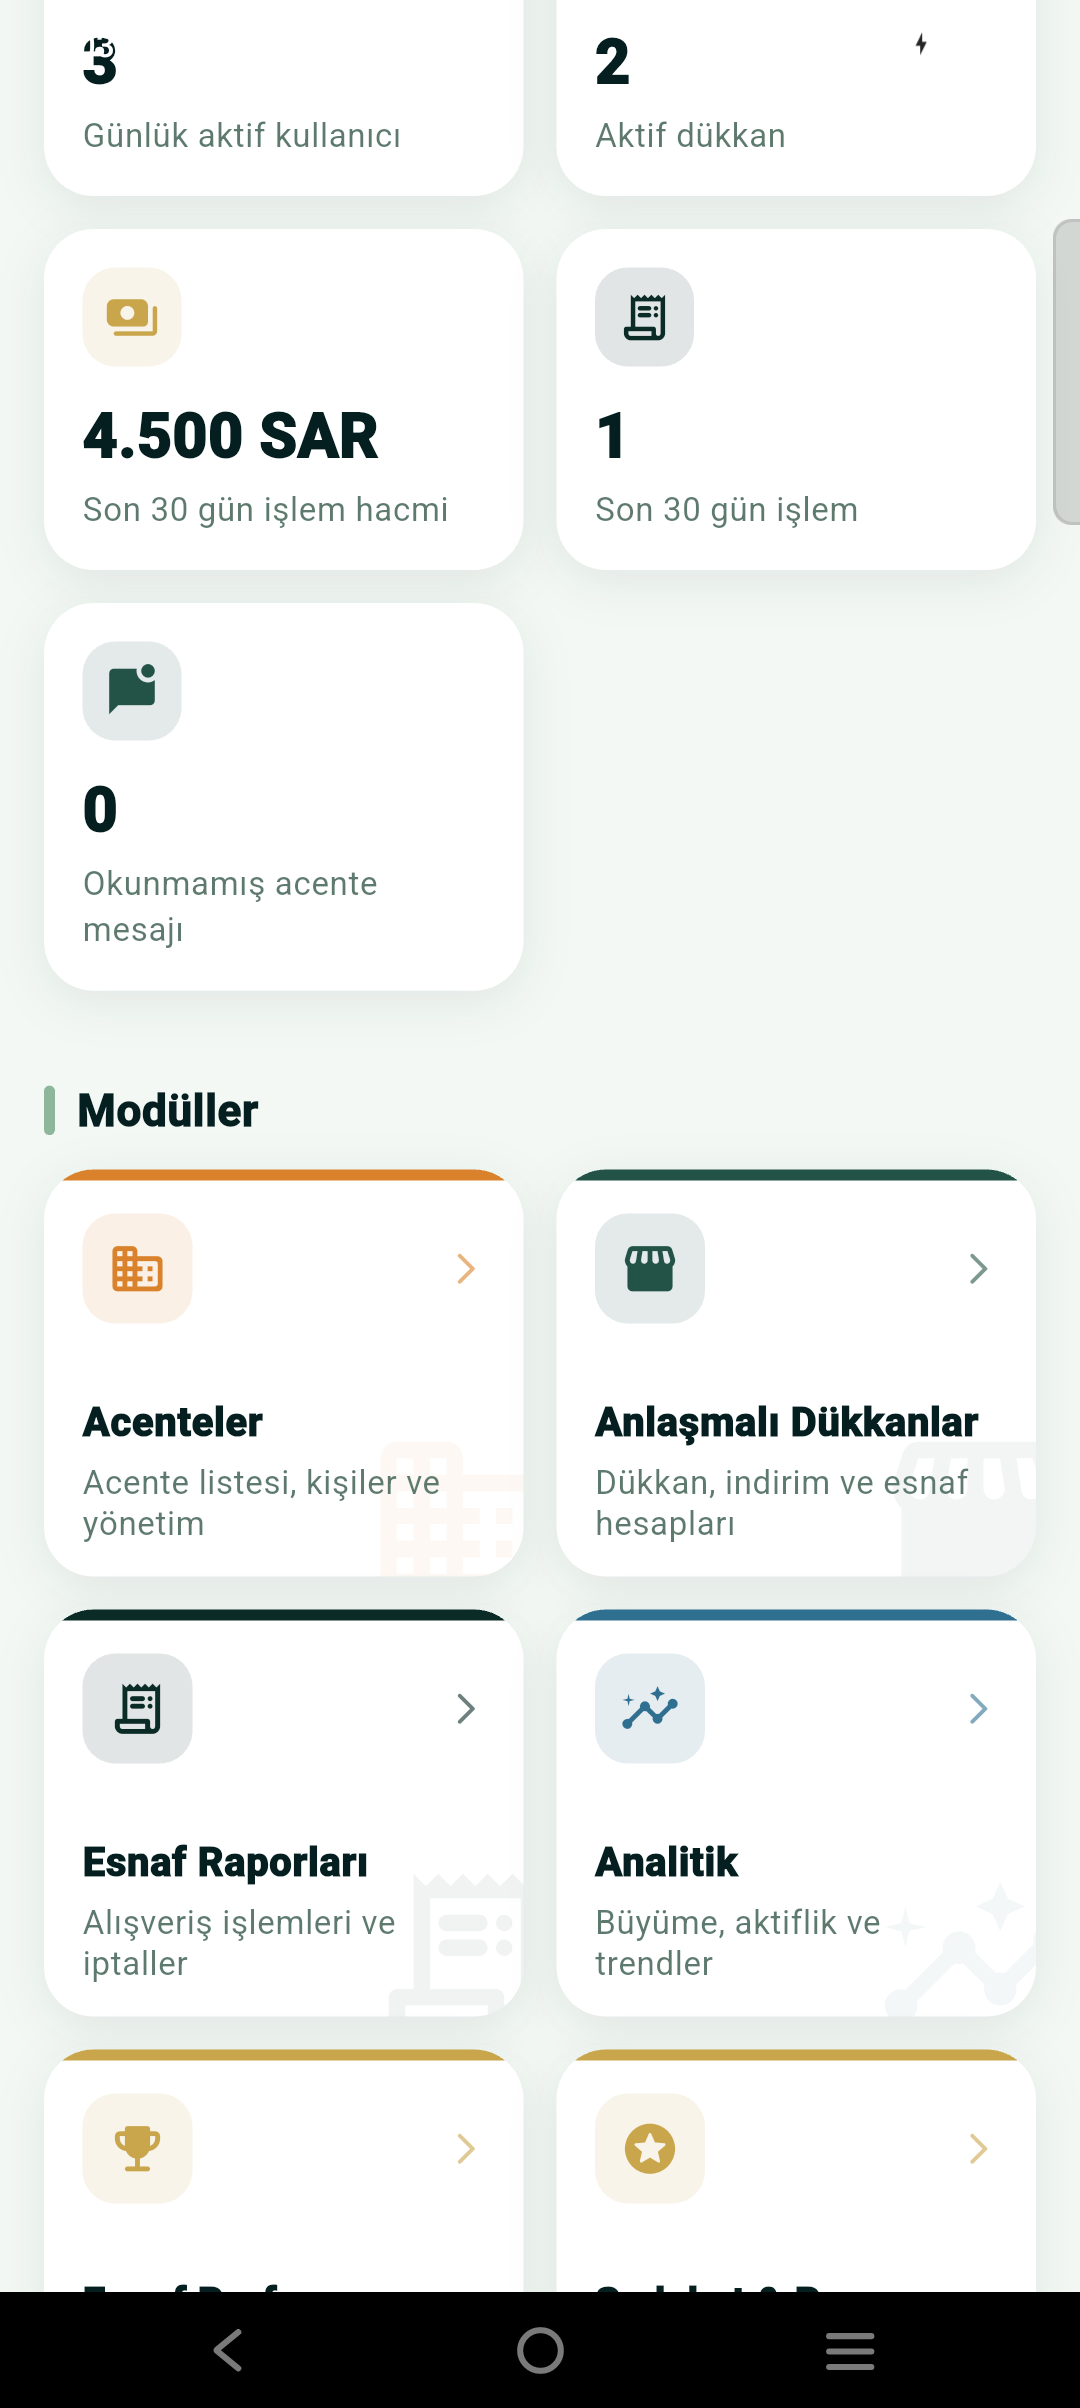 3
2
Günlük aktif kullanıcı
Aktif dükkan
4.500 SAR
1
Son 30 gün işlem hacmi
Son 30 gün işlem
0
Okunmamış acente
mesajı
Modüller
Acenteler
Acente listesi, kişiler ve
yönetim
Anlaşmalı Dükkanlar
Dükkan, indirim ve esnaf
hesapları
Esnaf Raporları
Alışveriş işlemleri ve
iptaller
Analitik
Büyüme, aktiflik ve
trendler